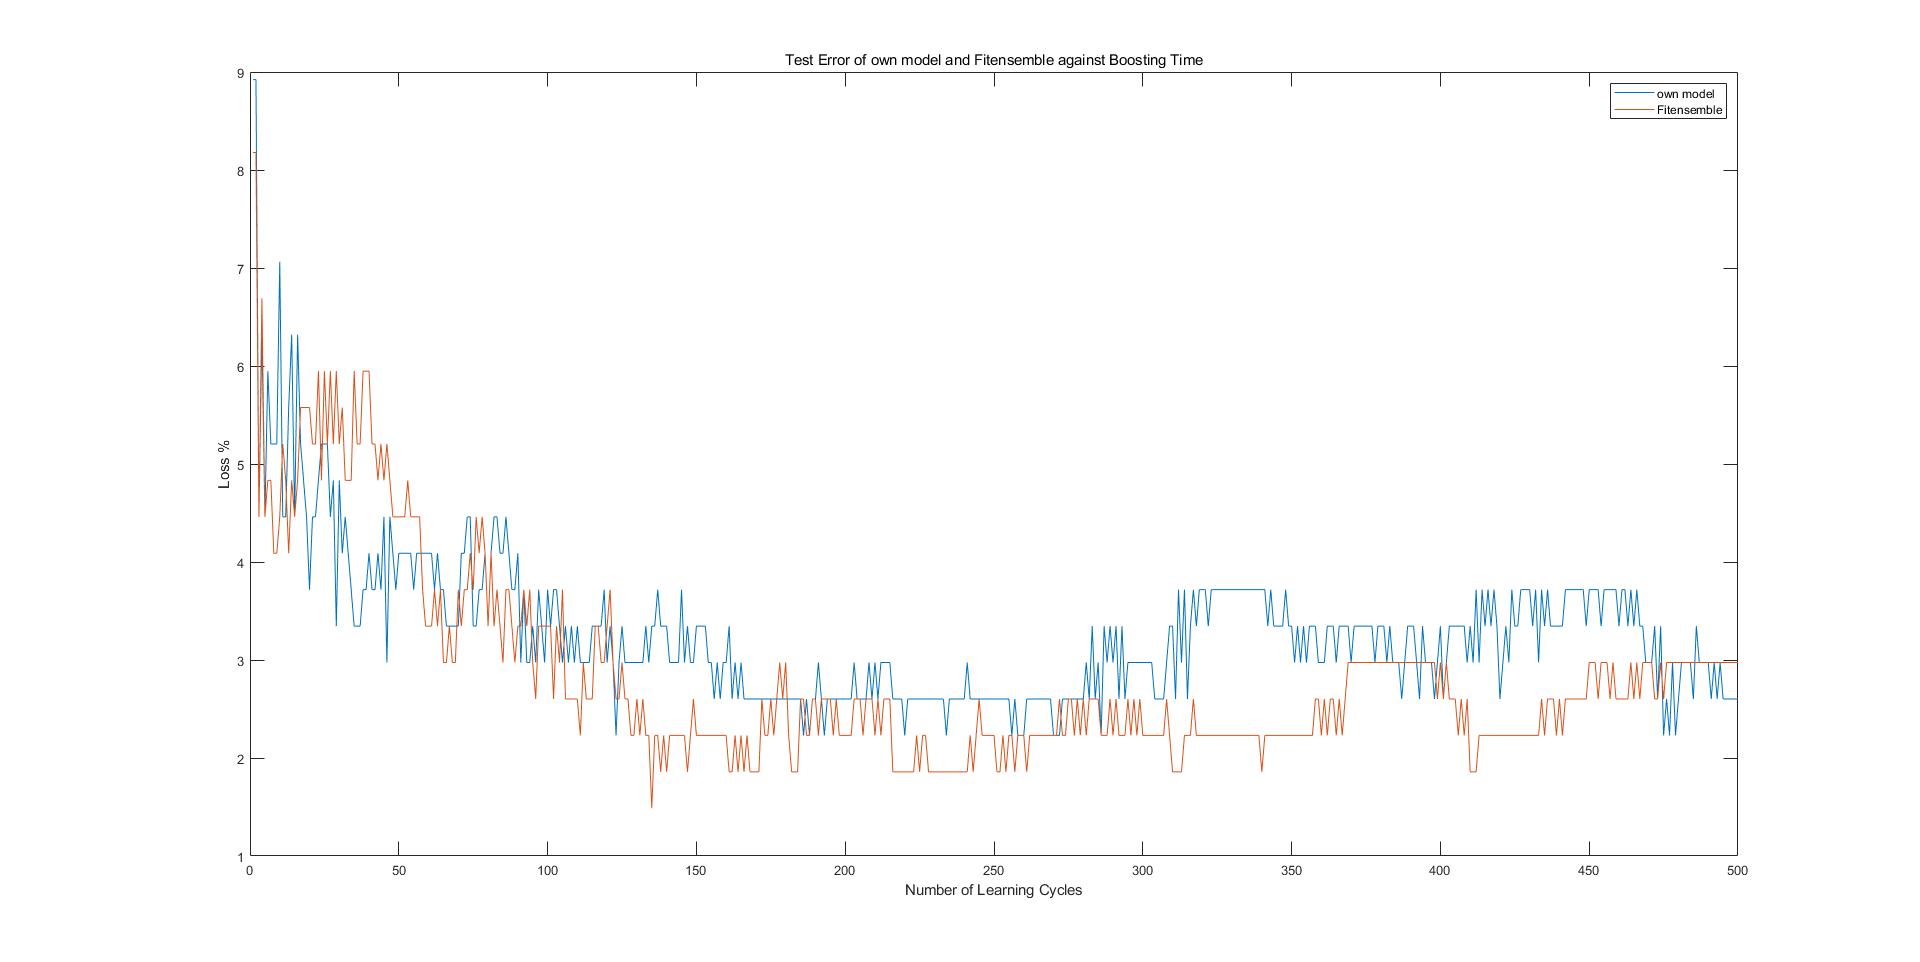 Test Error of own model and Fitensemble against Boosting Time
own model
Fitensemble
9
8
7
6
5
4
3
2
1
Loss %
0 50 100 150 200 250 300 350 400 450 500
Number of Learning Cycles